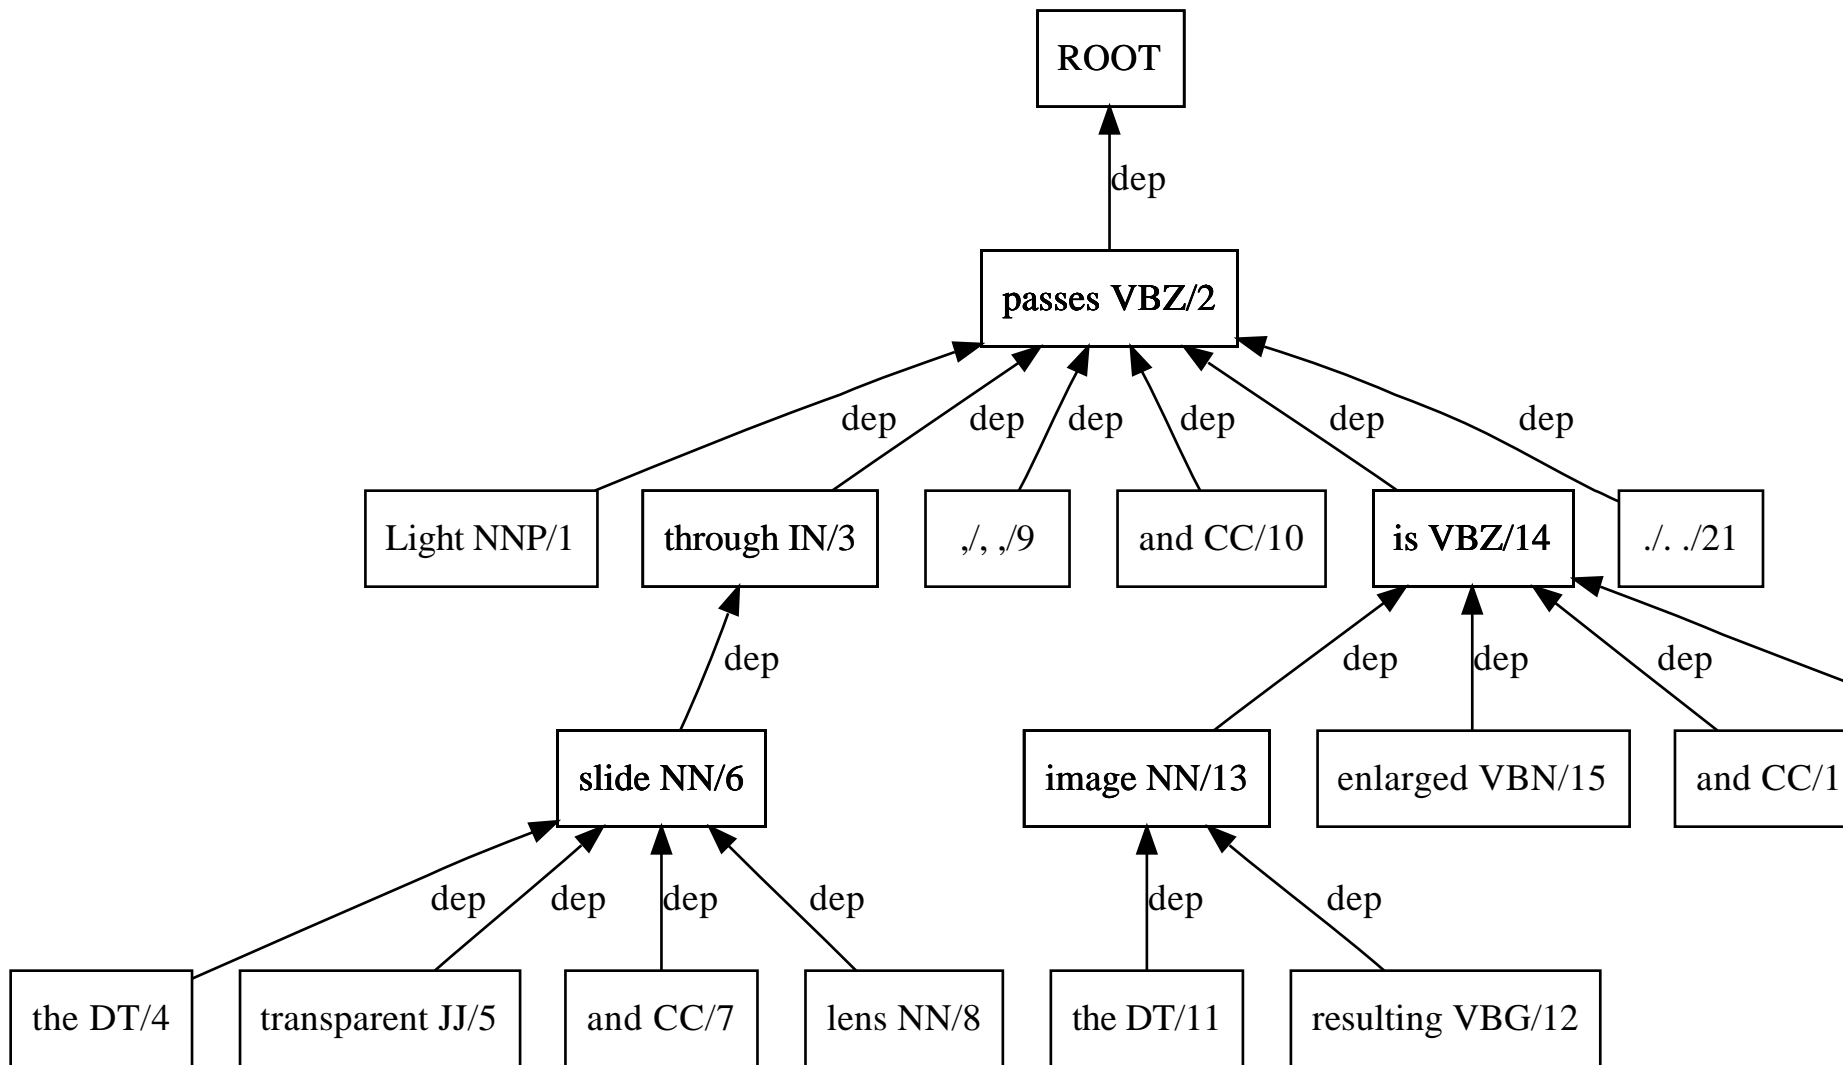 ROOT
dep
passes VBZ/2
dep dep dep dep dep dep
Light NNP/1 through IN/3 ,/, ,/9 and CC/10 is VBZ/14 ./. ./21
dep dep dep dep
slide NN/6 image NN/13 enlarged VBN/15 and CC/1
dep dep dep dep dep dep
the DT/4 transparent JJ/5 and CC/7 lens NN/8 the DT/11 resulting VBG/12